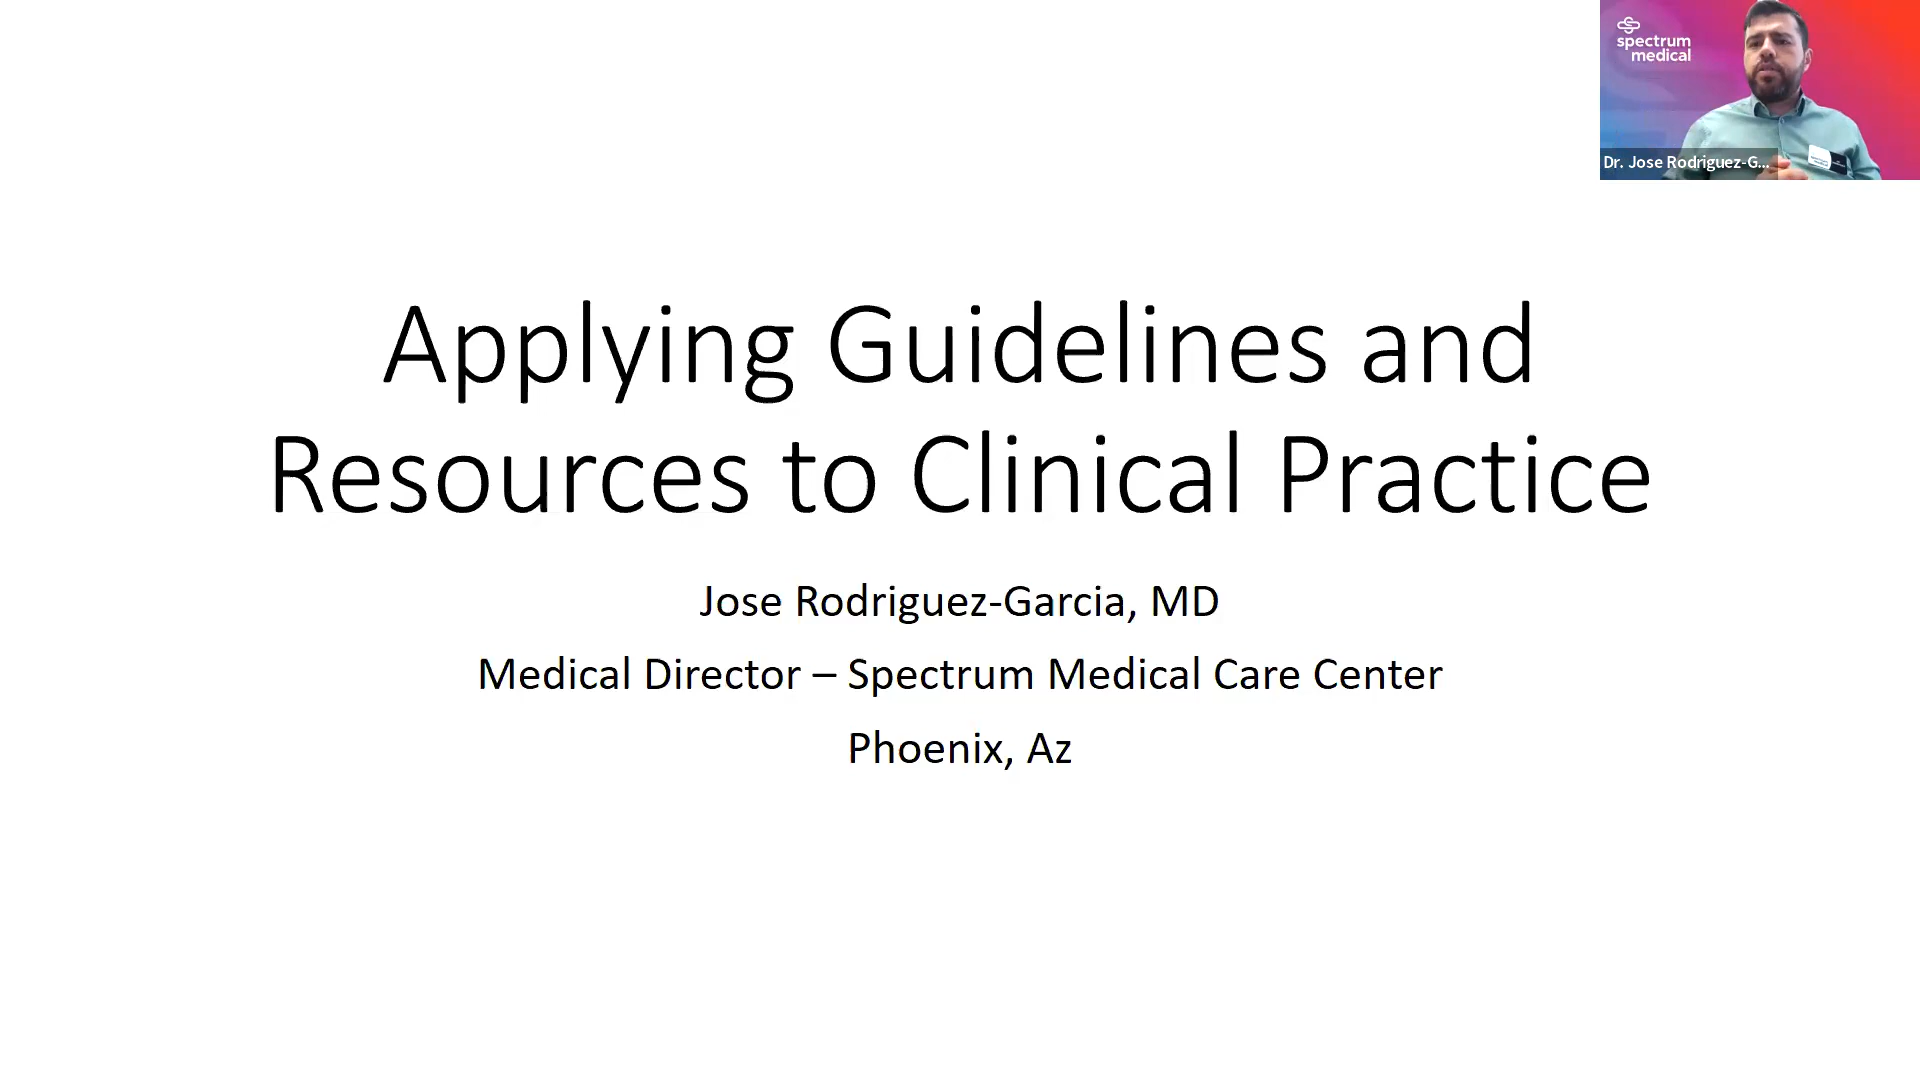 spectrum
medical
Dr. Jose Rodriguez-G...
Applying Guidelines and
Resources to Clinical Practice
Jose Rodriguez-Garcia, MD
Medical Director – Spectrum Medical Care Center
Phoenix, Az